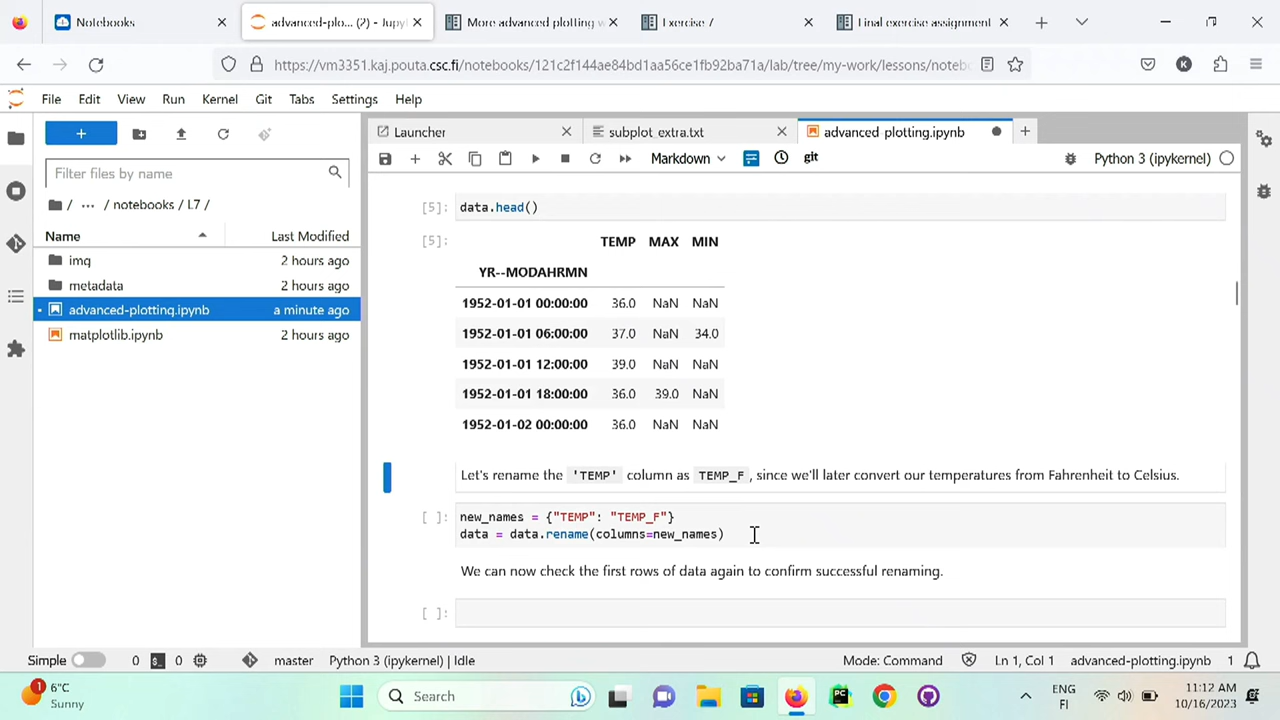 Notebooks
advanced-plo... (2) - Jupyt
More advanced plotting w
Exercise 7
Final exercise assignment
https://vm3351.kaj.pouta.csc.fi/notebooks/121c2f144ae84bd1aa56ce1fb92ba71a/lab/tree/my-work/lessons/noteb
K
File Edit View Run Kernel Git Tabs Settings Help
Launcher
subplot_extra.txt
advanced-plotting.ipynb
Markdown
git
Python 3 (ipykernel)
Filter files by name
/ ... / notebooks / L7 /
Name Last Modified
img 2 hours ago
metadata 2 hours ago
advanced-plotting.ipynb a minute ago
matplotlib.ipynb 2 hours ago
[5]: data.head()
[5]: TEMP MAX MIN
YR--MODAHRMN
1952-01-01 00:00:00 36.0 NaN NaN
1952-01-01 06:00:00 37.0 NaN 34.0
1952-01-01 12:00:00 39.0 NaN NaN
1952-01-01 18:00:00 36.0 39.0 NaN
1952-01-02 00:00:00 36.0 NaN NaN
Let's rename the 'TEMP' column as TEMP_F, since we'll later convert our temperatures from Fahrenheit to Celsius.
[ ]: new_names = {"TEMP": "TEMP_F"}
data = data.rename(columns=new_names)
We can now check the first rows of data again to confirm successful renaming.
[ ]:
Simple 0 $_ 0 master Python 3 (ipykernel) | Idle Mode: Command Ln 1, Col 1 advanced-plotting.ipynb 1
1 6°C
Sunny
Search
PC
ENG
FI
11:12 AM
10/16/2023